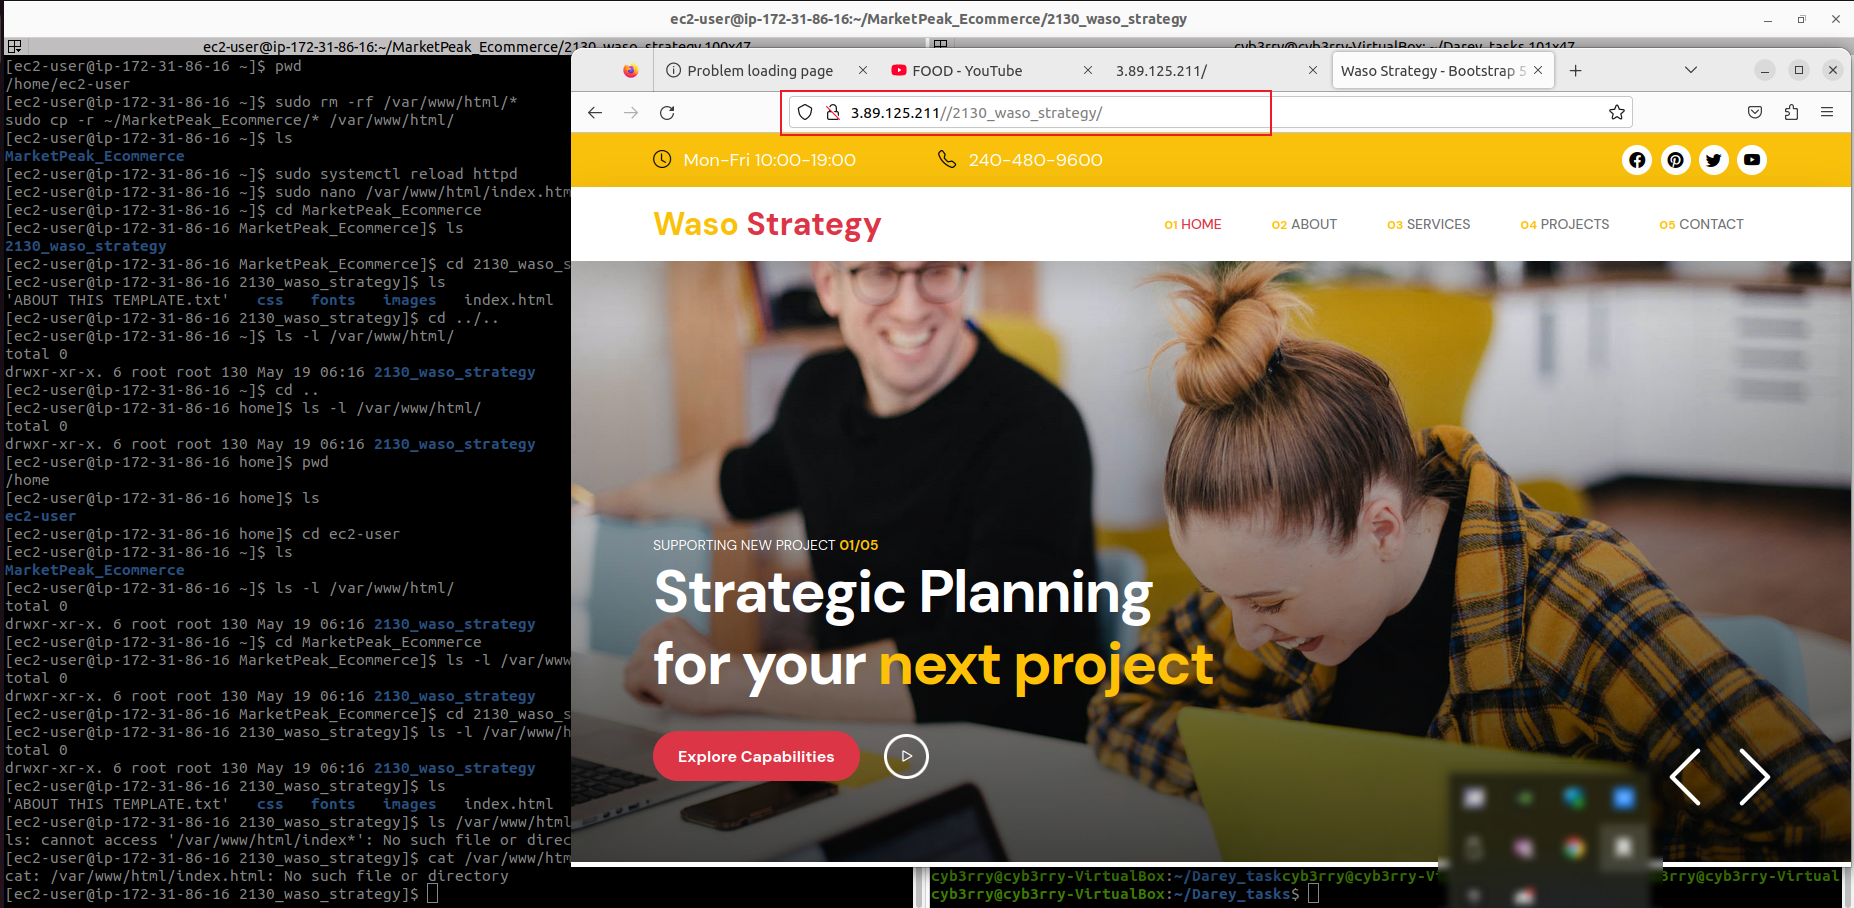 ec2-user@ip-172-31-86-16:~/MarketPeak_Ecommerce/2130_waso_strategy
ec2-user@ip-172-31-86-16:~/MarketPeak_Ecommerce/2130_waso_strategy 100x47
cyb3rry@cyb3rry-VirtualBox: ~/Darey_tasks 101x47
[ec2-user@ip-172-31-86-16 ~]$ pwd
/home/ec2-user
[ec2-user@ip-172-31-86-16 ~]$ sudo rm -rf /var/www/html/*
sudo cp -r ~/MarketPeak_Ecommerce/* /var/www/html/
[ec2-user@ip-172-31-86-16 ~]$ ls
MarketPeak_Ecommerce
[ec2-user@ip-172-31-86-16 ~]$ sudo systemctl reload httpd
[ec2-user@ip-172-31-86-16 ~]$ sudo nano /var/www/html/index.htm
[ec2-user@ip-172-31-86-16 ~]$ cd MarketPeak_Ecommerce
[ec2-user@ip-172-31-86-16 MarketPeak_Ecommerce]$ ls
2130_waso_strategy
[ec2-user@ip-172-31-86-16 MarketPeak_Ecommerce]$ cd 2130_waso_s
[ec2-user@ip-172-31-86-16 2130_waso_strategy]$ ls
'ABOUT THIS TEMPLATE.txt'   css   fonts   images   index.html
[ec2-user@ip-172-31-86-16 2130_waso_strategy]$ cd ../..
[ec2-user@ip-172-31-86-16 ~]$ ls -l /var/www/html/
total 0
drwxr-xr-x. 6 root root 130 May 19 06:16 2130_waso_strategy
[ec2-user@ip-172-31-86-16 ~]$ cd ..
[ec2-user@ip-172-31-86-16 home]$ ls -l /var/www/html/
total 0
drwxr-xr-x. 6 root root 130 May 19 06:16 2130_waso_strategy
[ec2-user@ip-172-31-86-16 home]$ pwd
/home
[ec2-user@ip-172-31-86-16 home]$ ls
ec2-user
[ec2-user@ip-172-31-86-16 home]$ cd ec2-user
[ec2-user@ip-172-31-86-16 ~]$ ls
MarketPeak_Ecommerce
[ec2-user@ip-172-31-86-16 ~]$ ls -l /var/www/html/
total 0
drwxr-xr-x. 6 root root 130 May 19 06:16 2130_waso_strategy
[ec2-user@ip-172-31-86-16 ~]$ cd MarketPeak_Ecommerce
[ec2-user@ip-172-31-86-16 MarketPeak_Ecommerce]$ ls -l /var/www
total 0
drwxr-xr-x. 6 root root 130 May 19 06:16 2130_waso_strategy
[ec2-user@ip-172-31-86-16 MarketPeak_Ecommerce]$ cd 2130_waso_s
[ec2-user@ip-172-31-86-16 2130_waso_strategy]$ ls -l /var/www/h
total 0
drwxr-xr-x. 6 root root 130 May 19 06:16 2130_waso_strategy
[ec2-user@ip-172-31-86-16 2130_waso_strategy]$ ls
'ABOUT THIS TEMPLATE.txt'   css   fonts   images   index.html
[ec2-user@ip-172-31-86-16 2130_waso_strategy]$ ls /var/www/html
ls: cannot access '/var/www/html/index*': No such file or direc
[ec2-user@ip-172-31-86-16 2130_waso_strategy]$ cat /var/www/htm
cat: /var/www/html/index.html: No such file or directory
[ec2-user@ip-172-31-86-16 2130_waso_strategy]$
Problem loading page
FOOD - YouTube
3.89.125.211/
Waso Strategy - Bootstrap 5
3.89.125.211//2130_waso_strategy/
Mon-Fri 10:00-19:00
240-480-9600
Waso Strategy
01 HOME
02 ABOUT
03 SERVICES
04 PROJECTS
05 CONTACT
SUPPORTING NEW PROJECT 01/05
Strategic Planning
for your next project
Explore Capabilities
cyb3rry@cyb3rry-VirtualBox:~/Darey_taskcyb3rry@cyb3rry-Vi 3rry@cyb3rry-Virtual
cyb3rry@cyb3rry-VirtualBox:~/Darey_tasks$